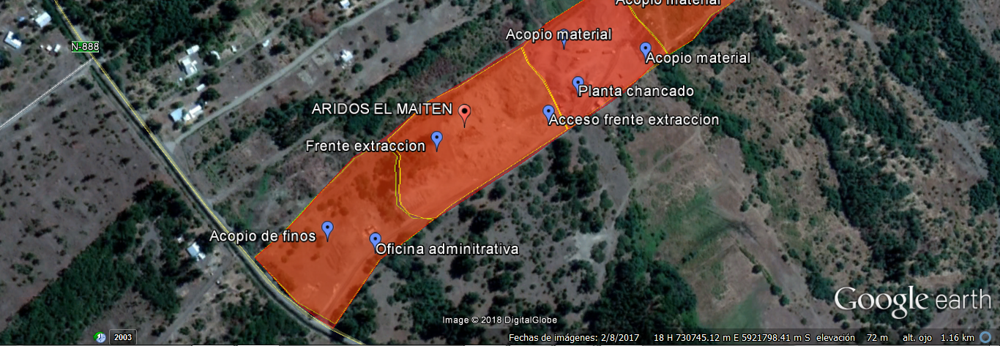 Acopio material
Acopio material
N-888
Acopio material
Planta chancado
ARIDOS EL MAITEN
Acceso frente extraccion
Frente extraccion
Acopio de finos
Oficina adminitrativa
Google earth
Image © 2018 DigitalGlobe
2003
Fechas de imágenes: 2/8/2017 18 H 730745.12 m E 5921798.41 m S elevación 72 m alt. ojo 1.16 km